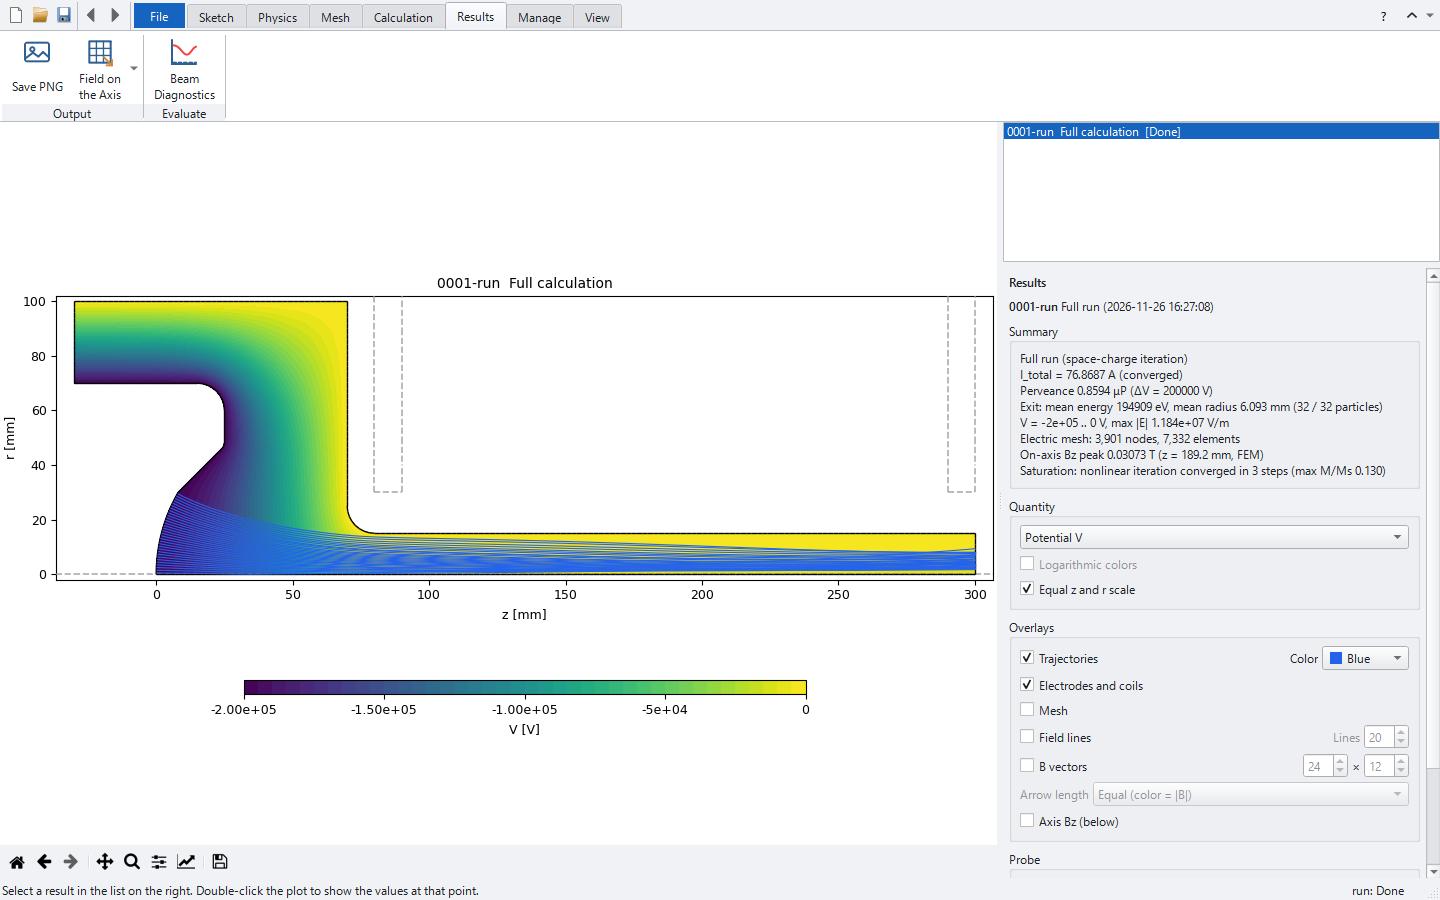 File
Sketch
Physics
Mesh
Calculation
Results
Manage
View
?
Save PNG
Field on
the Axis
Beam
Diagnostics
Output
Evaluate
0001-run  Full calculation  [Done]
0001-run  Full calculation
100
80
60
40
20
0
r [mm]
0
50
100
150
200
250
300
z [mm]
-2.00e+05
-1.50e+05
-1.00e+05
-5e+04
0
V [V]
Results
0001-run Full run (2026-11-26 16:27:08)
Summary
Full run (space-charge iteration)
I_total = 76.8687 A (converged)
Perveance 0.8594 µP (ΔV = 200000 V)
Exit: mean energy 194909 eV, mean radius 6.093 mm (32 / 32 particles)
V = -2e+05 .. 0 V, max |E| 1.184e+07 V/m
Electric mesh: 3,901 nodes, 7,332 elements
On-axis Bz peak 0.03073 T (z = 189.2 mm, FEM)
Saturation: nonlinear iteration converged in 3 steps (max M/Ms 0.130)
Quantity
Potential V
Logarithmic colors
Equal z and r scale
Overlays
Trajectories
Color
Blue
Electrodes and coils
Mesh
Field lines
Lines
20
B vectors
24
×
12
Arrow length
Equal (color = |B|)
Axis Bz (below)
Probe
Select a result in the list on the right. Double-click the plot to show the values at that point.
run: Done